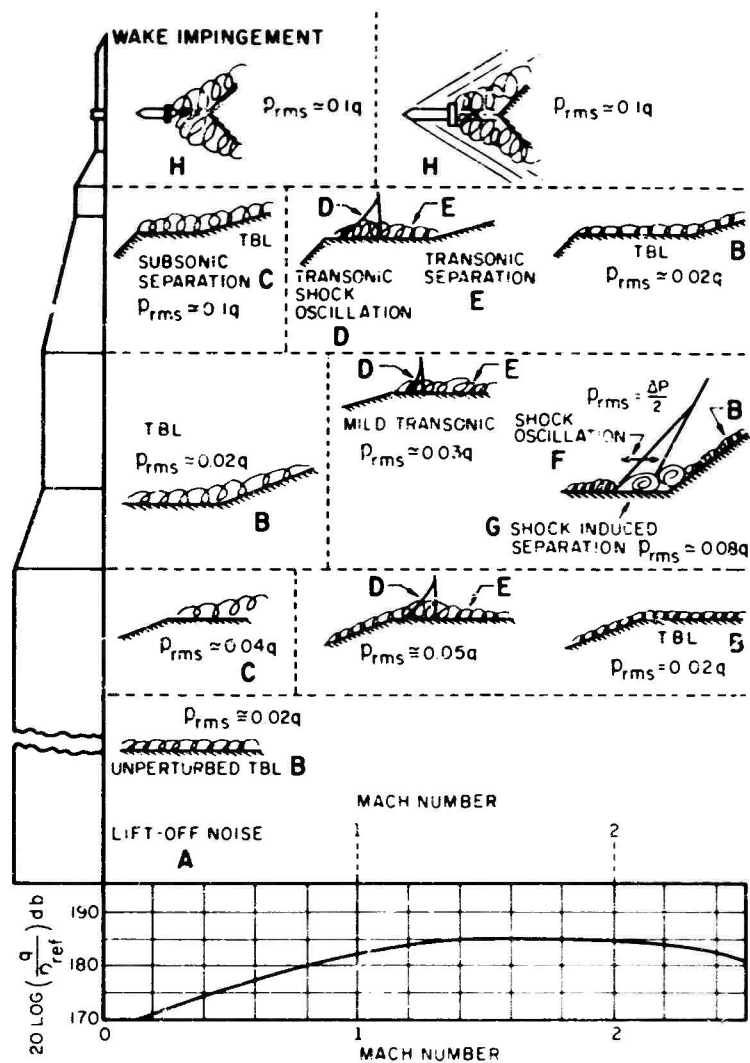 WAKE IMPINGEMENT
Prms ≃ 0.1q
H
Prms ≃ 0.1q
H
TBL
SUBSONIC
SEPARATION C
Prms ≃ 0.1q
D
E
TRANSONIC
SHOCK
OSCILLATION
D
TRANSONIC
SEPARATION
E
B
TBL
Prms ≃ 0.02q
TBL
Prms ≃ 0.02q
B
D
E
MILD TRANSONIC
Prms ≃ 0.03q
Prms = ΔP/2
SHOCK
OSCILLATION
F
B
G SHOCK INDUCED
SEPARATION Prms ≃ 0.08q
Prms ≃ 0.04q
C
D
E
Prms ≅ 0.05q
B
TBL
Prms ≃ 0.02q
Prms ≅ 0.02q
UNPERTURBED TBL B
MACH NUMBER
LIFT-OFF NOISE
A
1
2
20 LOG (q/Pref) db
190
180
170
0
1
2
MACH NUMBER